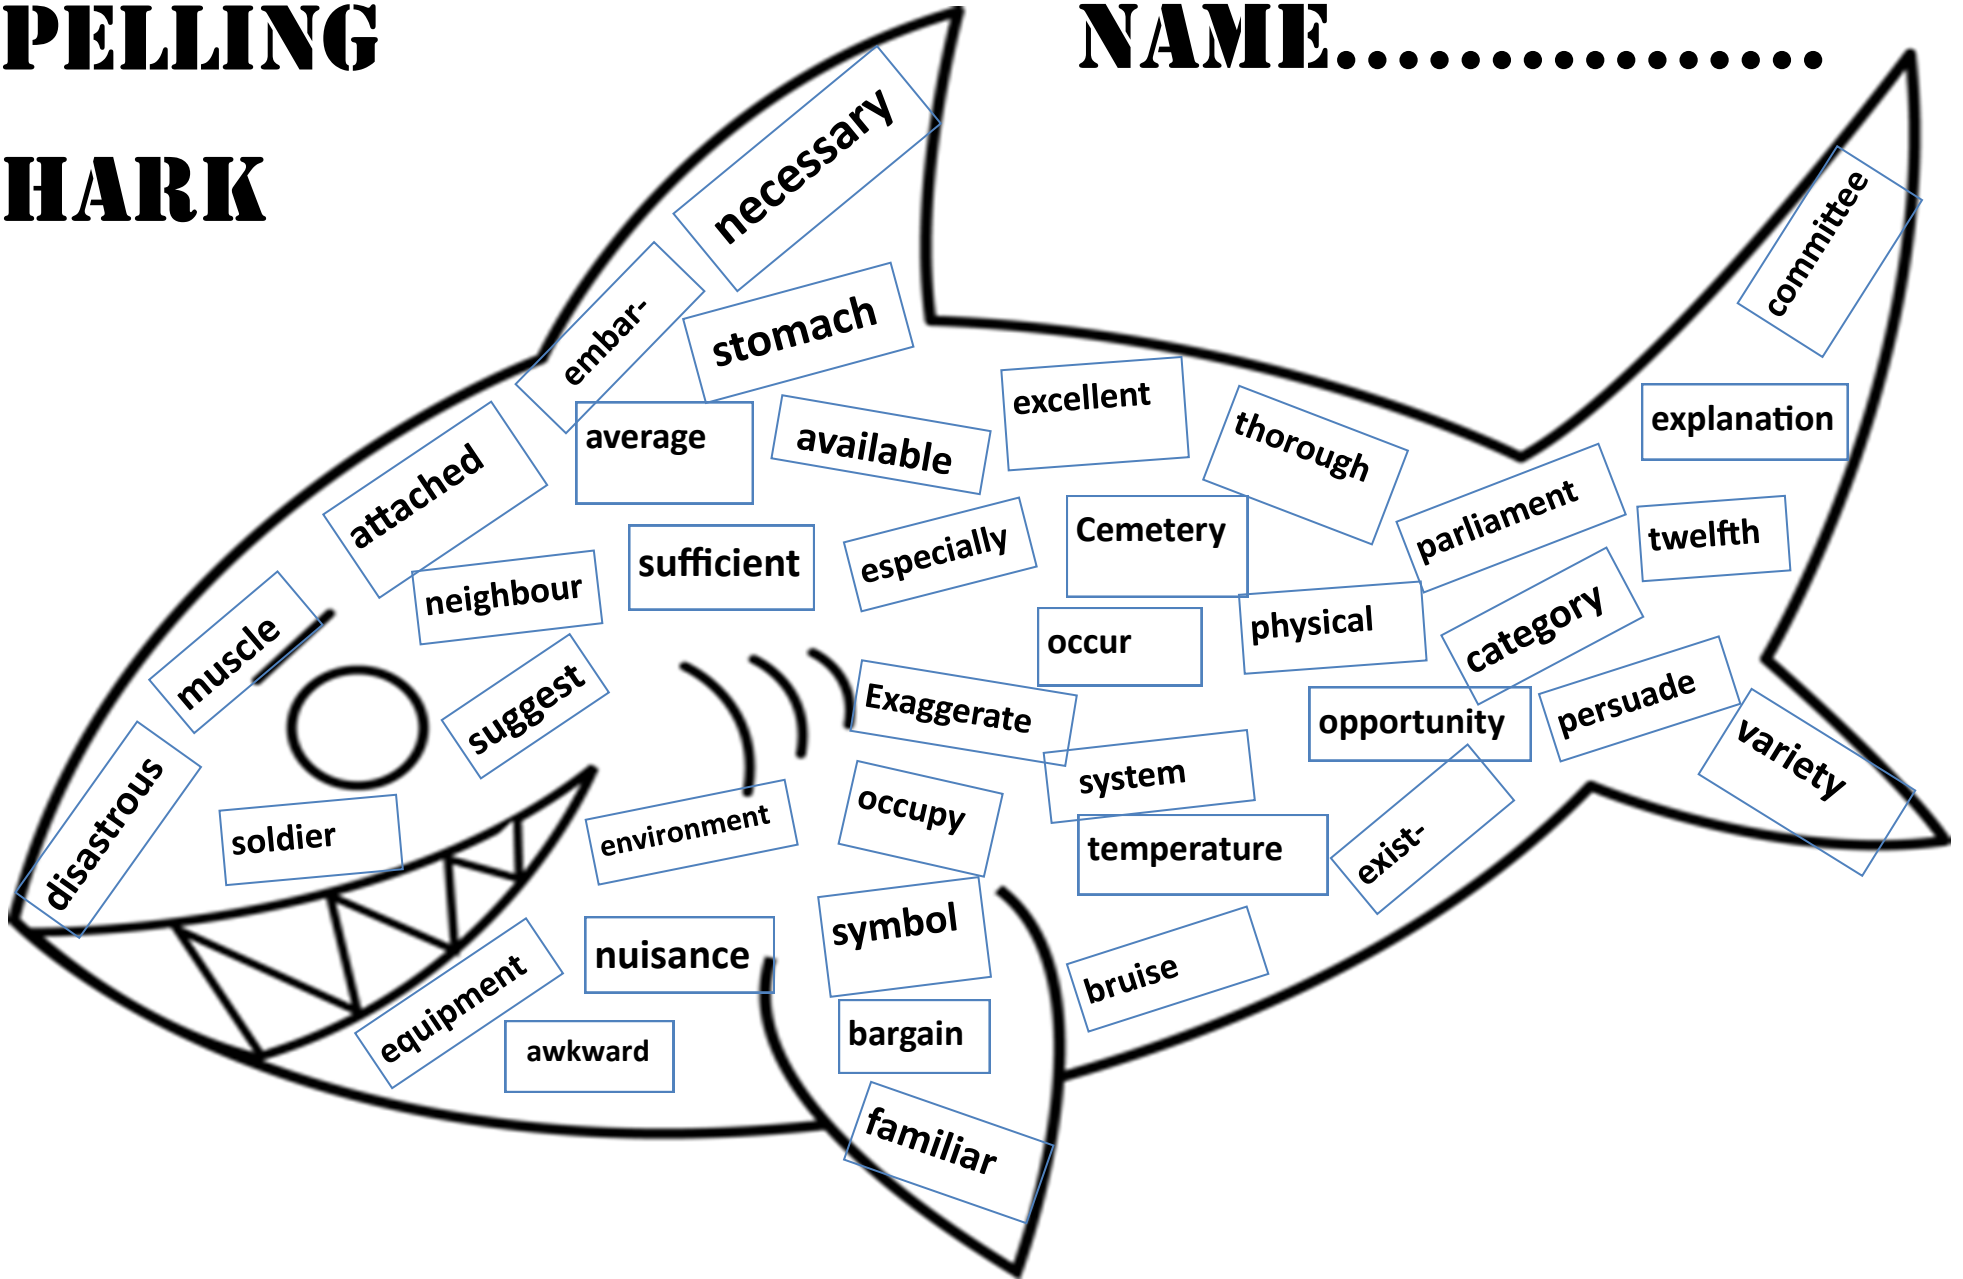 PELLING
NAME................
HARK
necessary
committee
embar-
stomach
excellent
explanation
average
available
thorough
attached
parliament
twelfth
sufficient
especially
Cemetery
neighbour
physical
category
muscle
occur
suggest
Exaggerate
opportunity
persuade
variety
disastrous
system
soldier
environment
occupy
temperature
exist-
symbol
nuisance
equipment
bruise
awkward
bargain
familiar